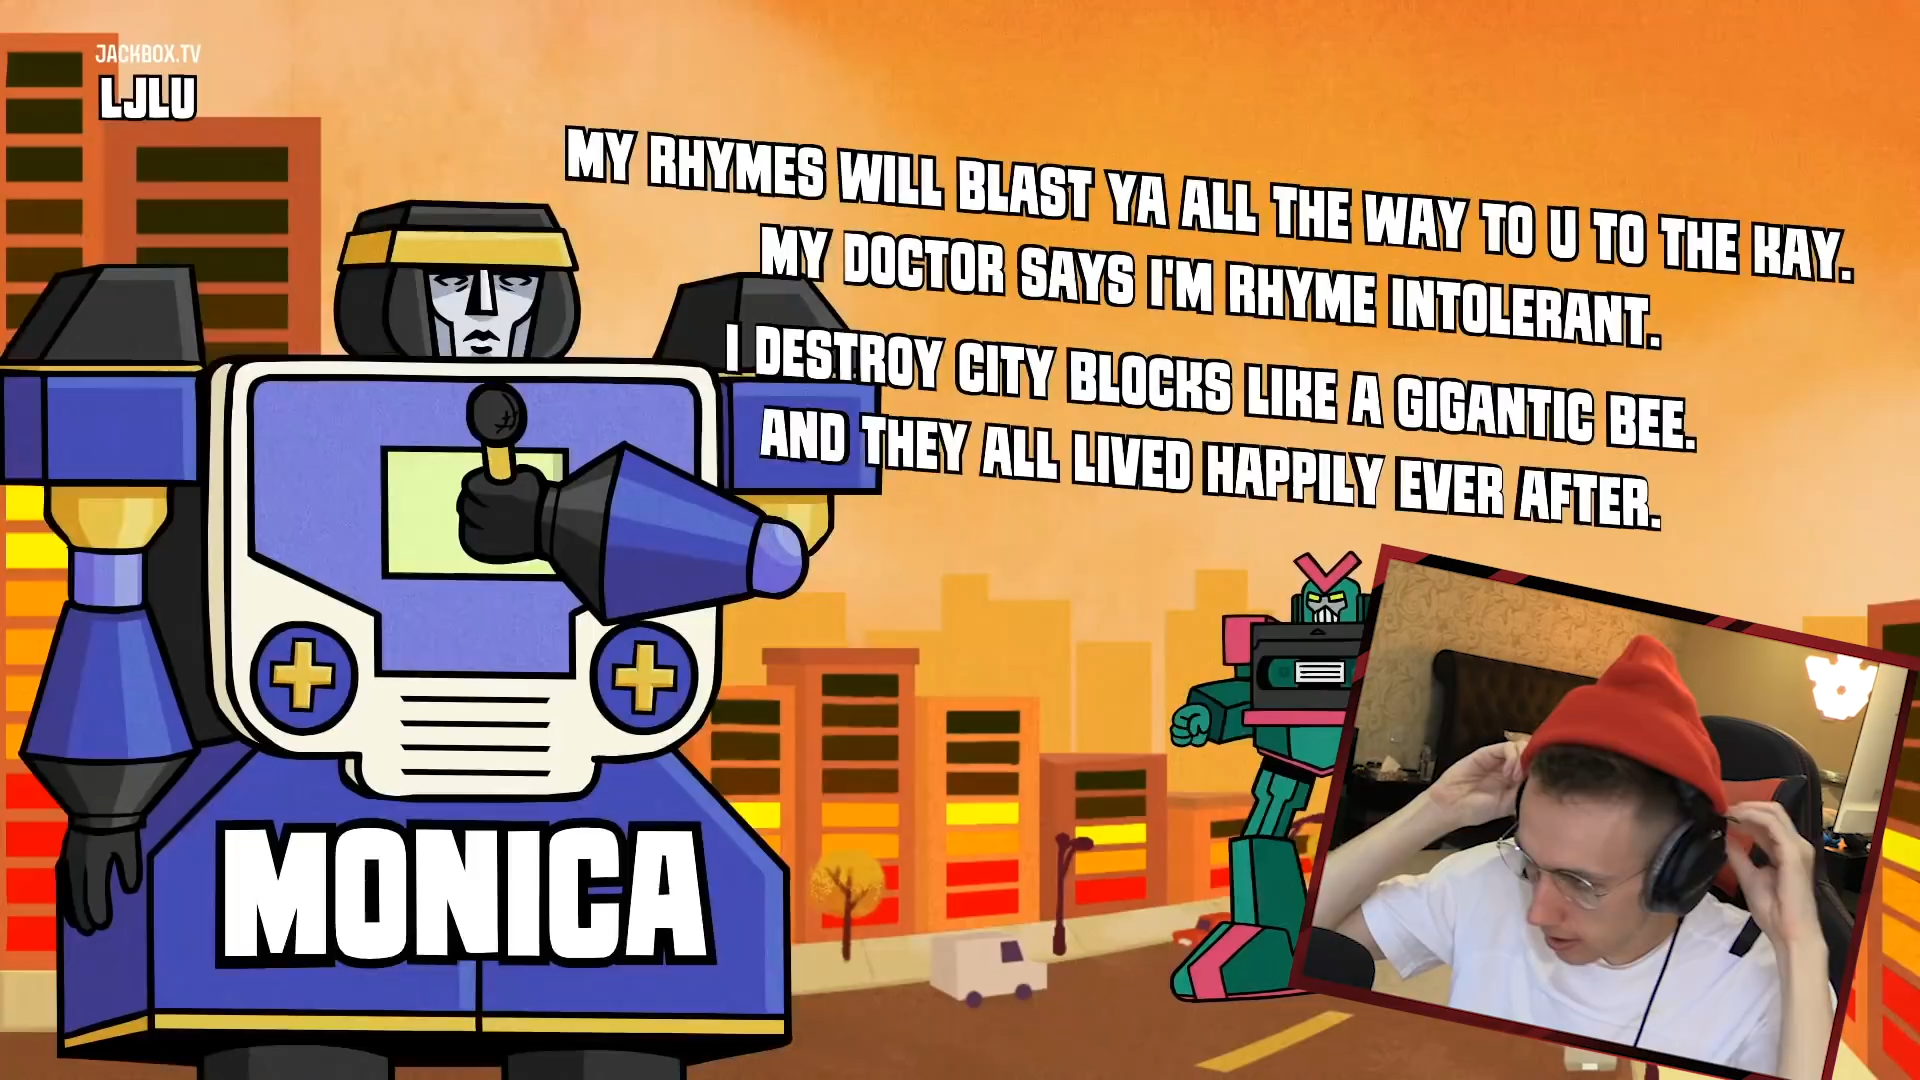 JACKBOX.TV
LJLU
MY RHYMES WILL BLAST YA ALL THE WAY TO U TO THE KAY.
MY DOCTOR SAYS I'M RHYME INTOLERANT.
I DESTROY CITY BLOCKS LIKE A GIGANTIC BEE.
AND THEY ALL LIVED HAPPILY EVER AFTER.
MONICA